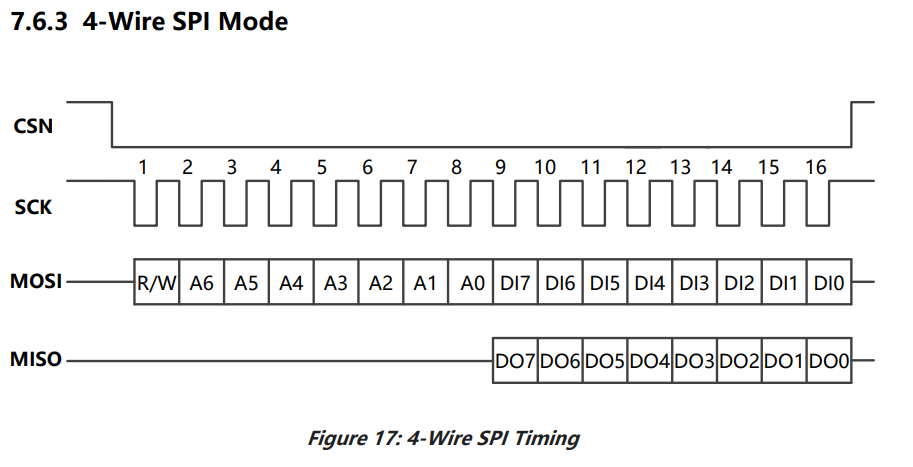 7.6.3 4-Wire SPI Mode
CSN
1 2 3 4 5 6 7 8 9 10 11 12 13 14 15 16
SCK
MOSI R/W A6 A5 A4 A3 A2 A1 A0 DI7 DI6 DI5 DI4 DI3 DI2 DI1 DI0
MISO DO7 DO6 DO5 DO4 DO3 DO2 DO1 DO0
Figure 17: 4-Wire SPI Timing